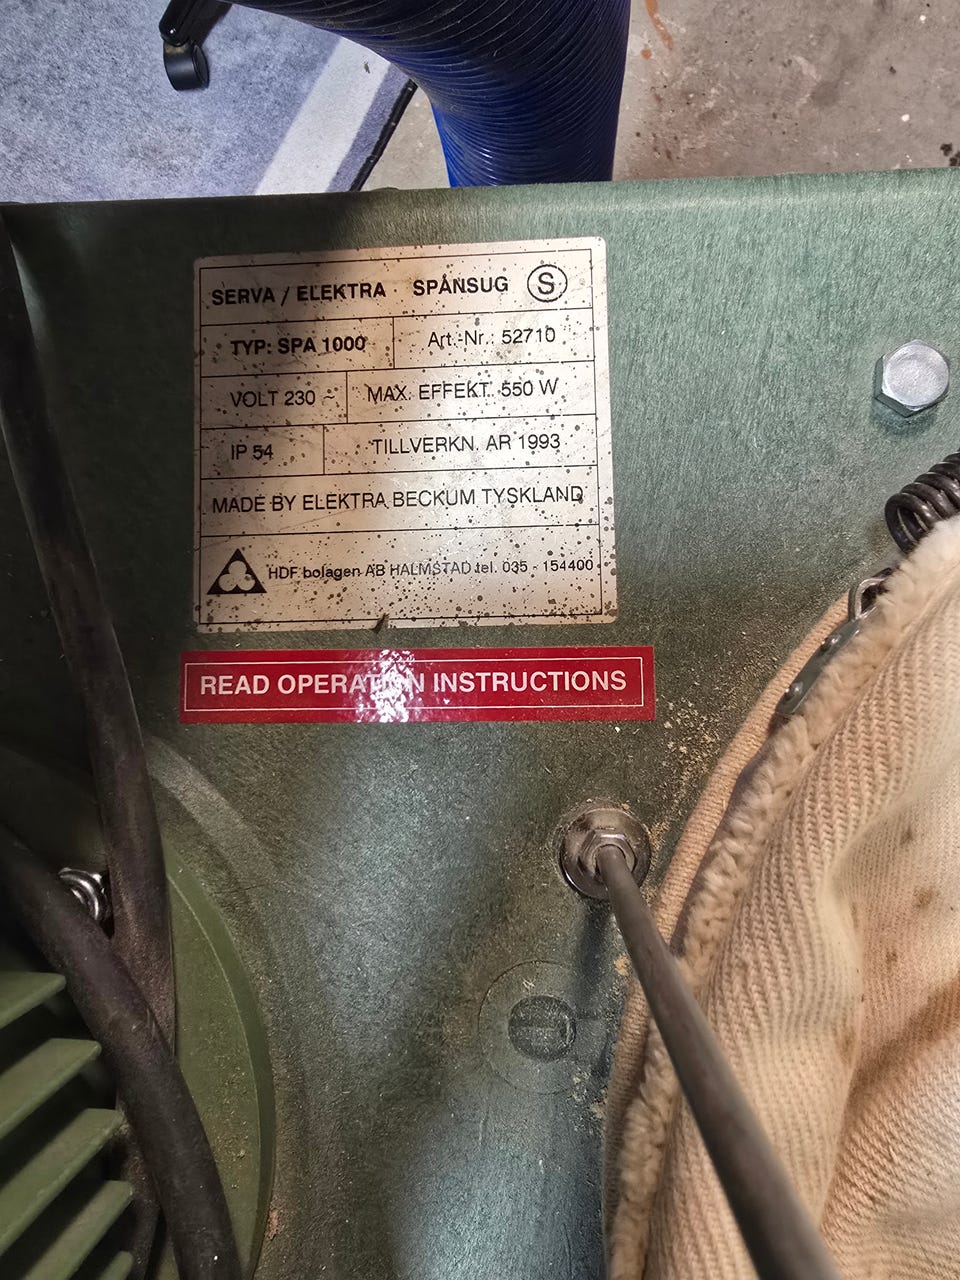 SERVA / ELEKTRA SPÅNSUG S
TYP: SPA 1000 Art.-Nr.: 52710
VOLT 230 ~ MAX. EFFEKT. 550 W
IP 54 TILLVERKN. AR 1993
MADE BY ELEKTRA BECKUM TYSKLAND
HDF bolagen AB HALMSTAD tel. 035 - 154400
READ OPERATION INSTRUCTIONS